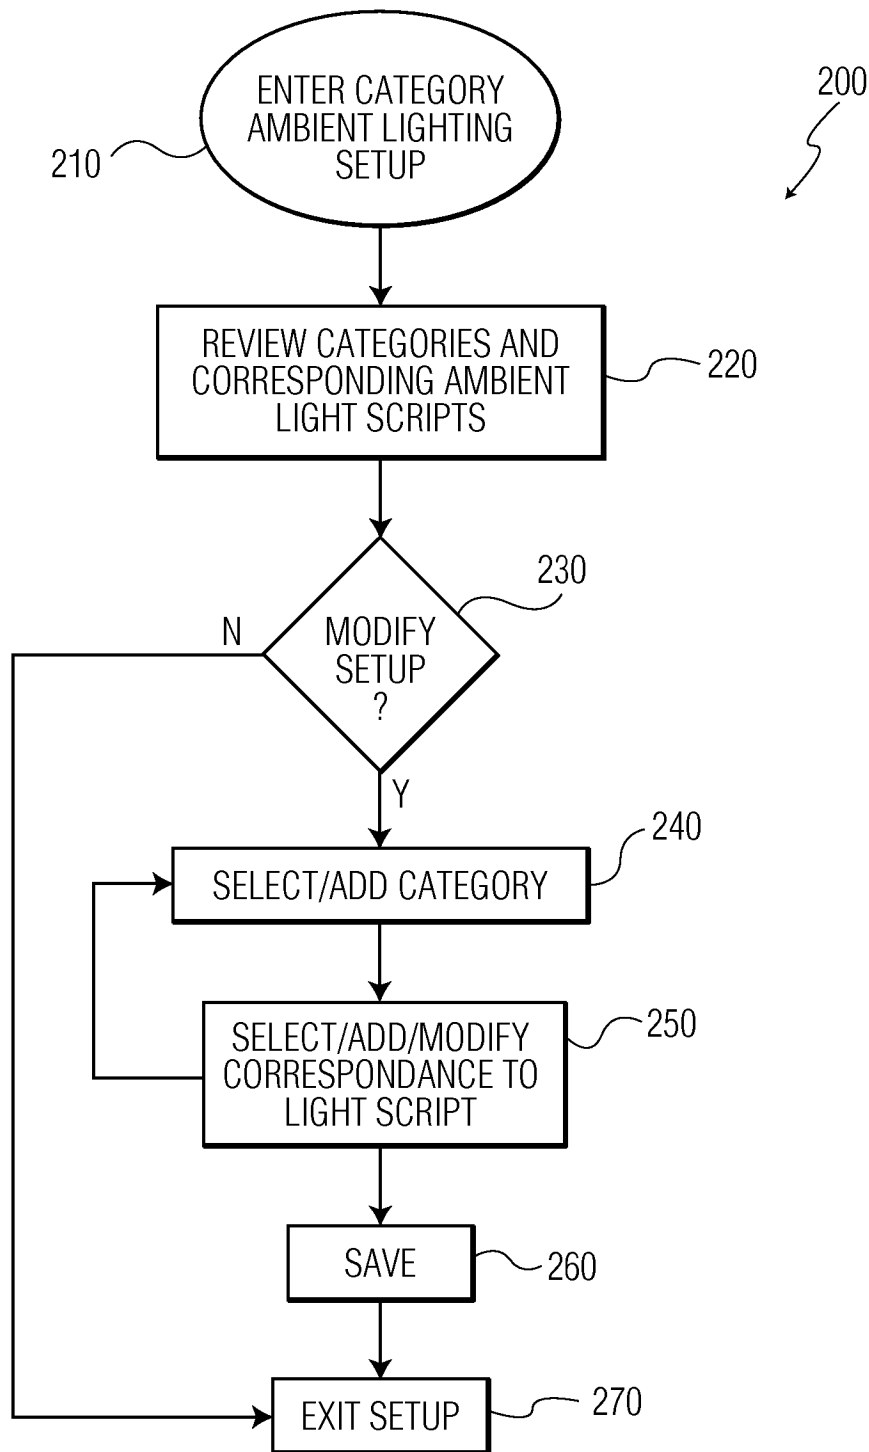 ENTER CATEGORY
AMBIENT LIGHTING
SETUP
200
210
REVIEW CATEGORIES AND
CORRESPONDING AMBIENT
LIGHT SCRIPTS
220
230
N
MODIFY
SETUP
?
Y
240
SELECT/ADD CATEGORY
250
SELECT/ADD/MODIFY
CORRESPONDANCE TO
LIGHT SCRIPT
SAVE
260
EXIT SETUP
270